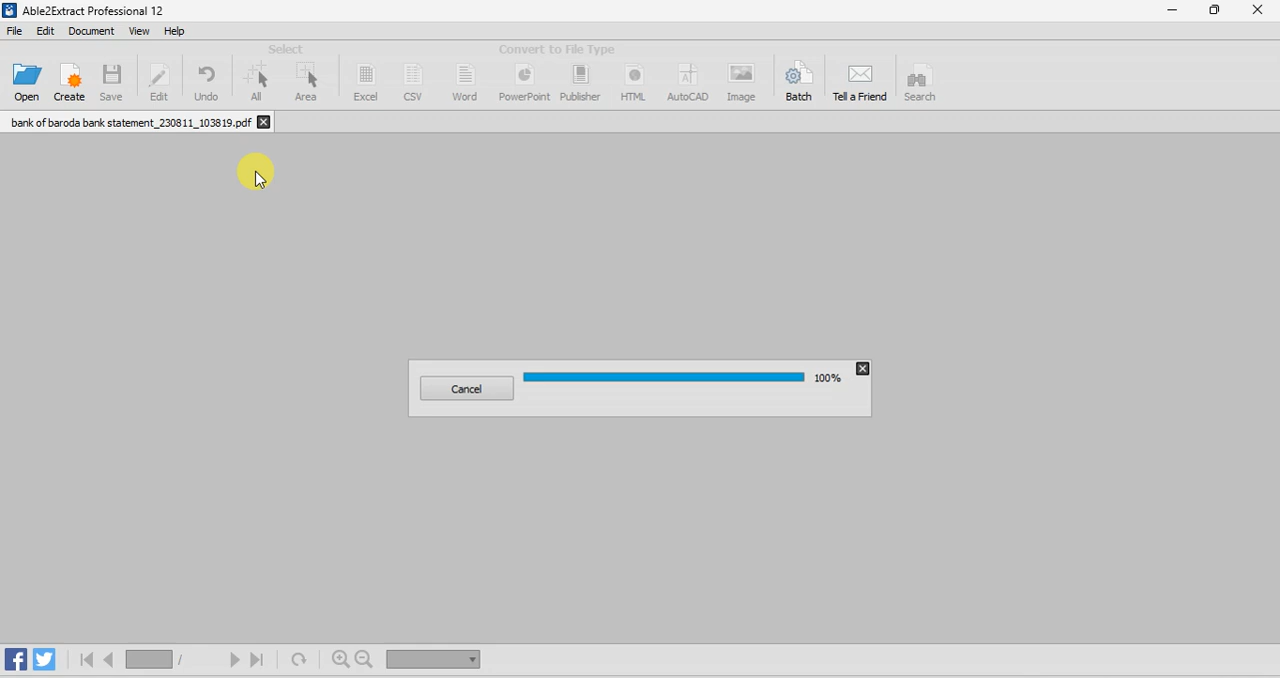 Able2Extract Professional 12
File Edit Document View Help
Select Convert to File Type
Open Create Save Edit Undo All Area Excel CSV Word PowerPoint Publisher HTML AutoCAD Image Batch Tell a Friend Search
bank of baroda bank statement_230811_103819.pdf
Cancel 100%
/